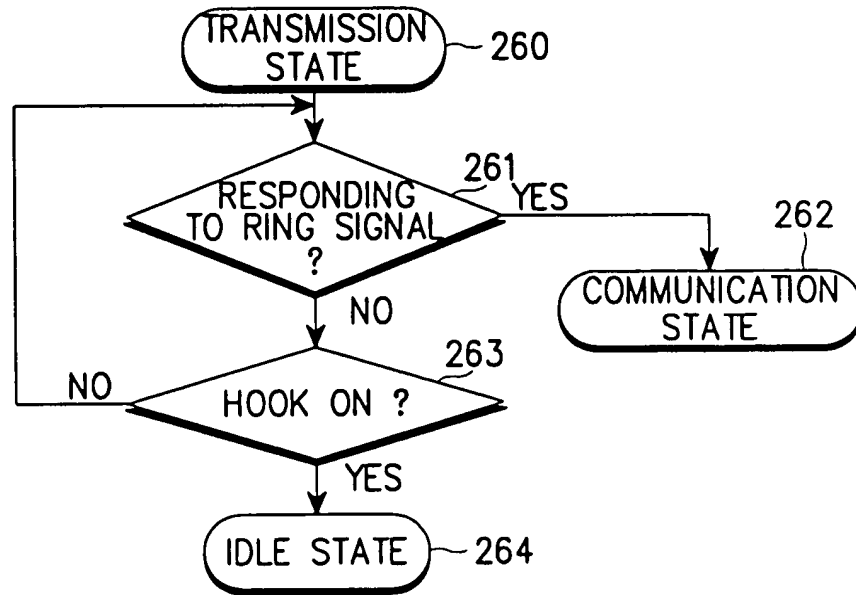 TRANSMISSION
STATE
260
RESPONDING
TO RING SIGNAL
?
261
YES
262
COMMUNICATION
STATE
NO
263
NO
HOOK ON ?
YES
IDLE STATE
264